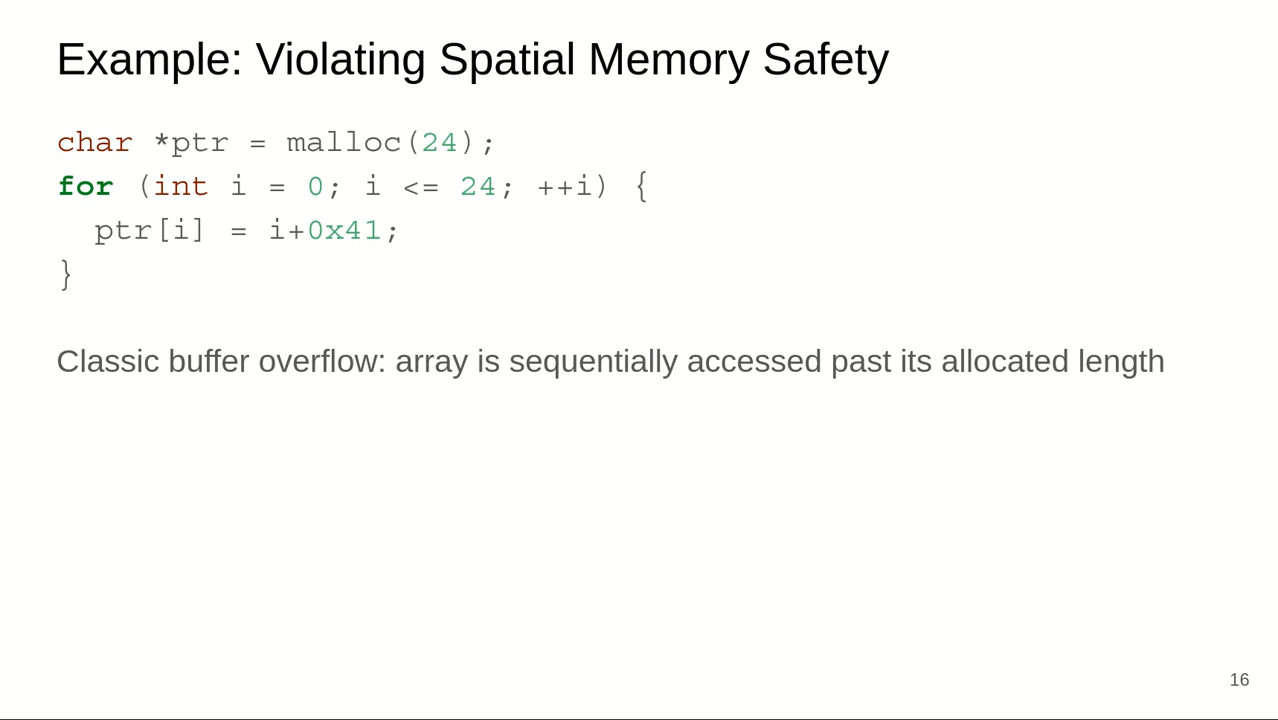 Example: Violating Spatial Memory Safety
char *ptr = malloc(24);
for (int i = 0; i <= 24; ++i) {
  ptr[i] = i+0x41;
}
Classic buffer overflow: array is sequentially accessed past its allocated length
16